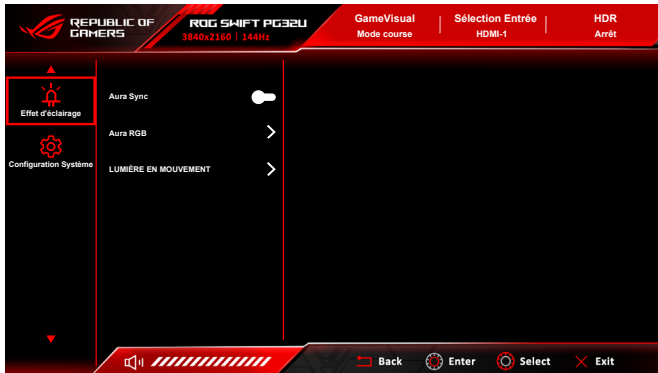 REPUBLIC OF
GAMERS
ROG SWIFT PG32U
3840x2160 | 144Hz
GameVisual
Mode course
Sélection Entrée
HDMI-1
HDR
Arrêt
Effet d'éclairage
Configuration Système
Aura Sync
Aura RGB
LUMIÈRE EN MOUVEMENT
Back
Enter
Select
Exit